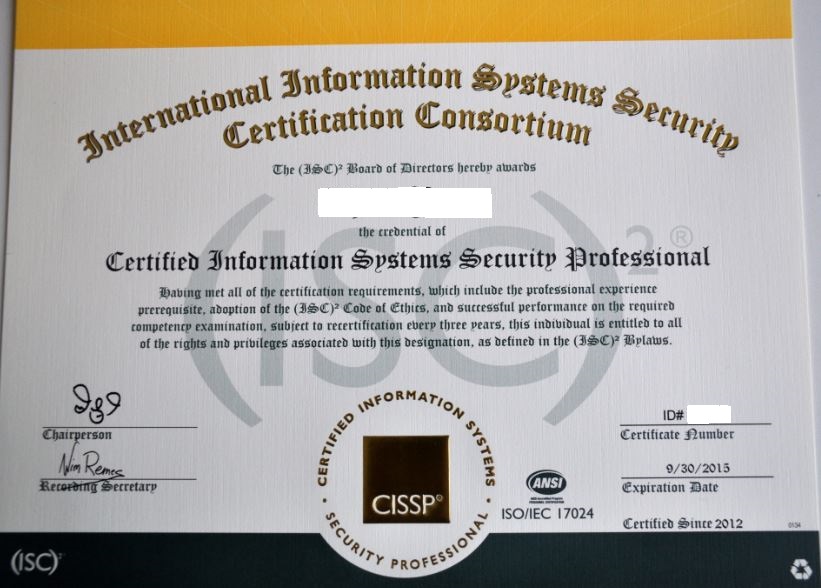 International Information Systems Security
Certification Consortium
The (ISC)² Board of Directors hereby awards
the credential of
Certified Information Systems Security Professional
Having met all of the certification requirements, which include the professional experience
prerequisite, adoption of the (ISC)² Code of Ethics, and successful performance on the required
competency examination, subject to recertification every three years, this individual is entitled to all
of the rights and privileges associated with this designation, as defined in the (ISC)² Bylaws.
(ISC)²®
Chairperson
Wim Remes
Recording Secretary
· CERTIFIED INFORMATION SYSTEMS ·
SECURITY PROFESSIONAL
CISSP®
ANSI
ISO/IEC 17024
ID#
Certificate Number
9/30/2015
Expiration Date
Certified Since 2012
0134
(ISC)²